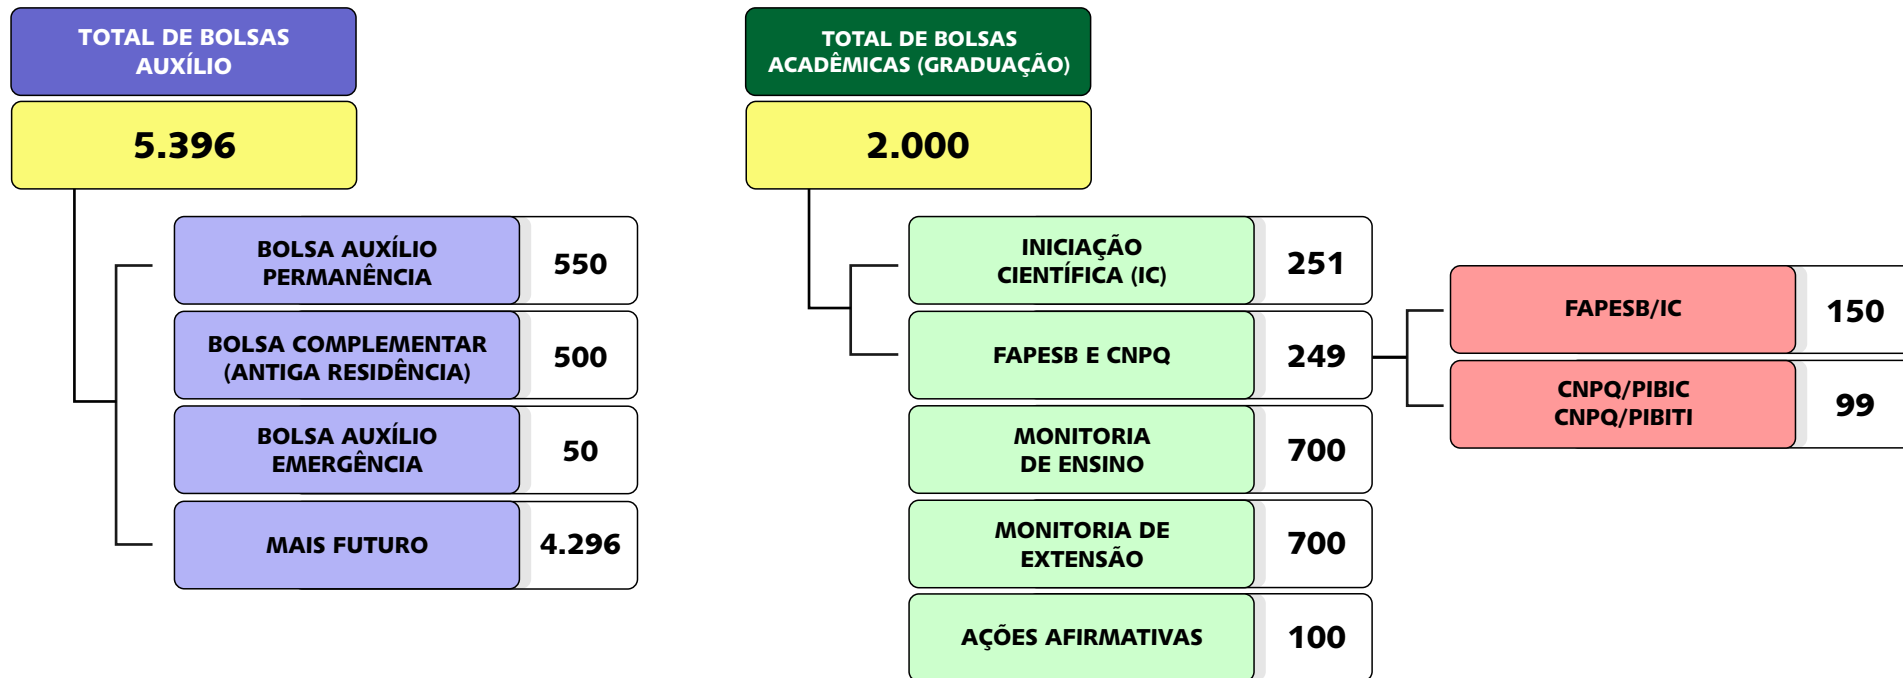 TOTAL DE BOLSAS
AUXÍLIO
5.396
BOLSA AUXÍLIO
PERMANÊNCIA
550
BOLSA COMPLEMENTAR
(ANTIGA RESIDÊNCIA)
500
BOLSA AUXÍLIO
EMERGÊNCIA
50
MAIS FUTURO
4.296
TOTAL DE BOLSAS
ACADÊMICAS (GRADUAÇÃO)
2.000
INICIAÇÃO
CIENTÍFICA (IC)
251
FAPESB E CNPQ
249
FAPESB/IC
150
CNPQ/PIBIC
CNPQ/PIBITI
99
MONITORIA
DE ENSINO
700
MONITORIA DE
EXTENSÃO
700
AÇÕES AFIRMATIVAS
100